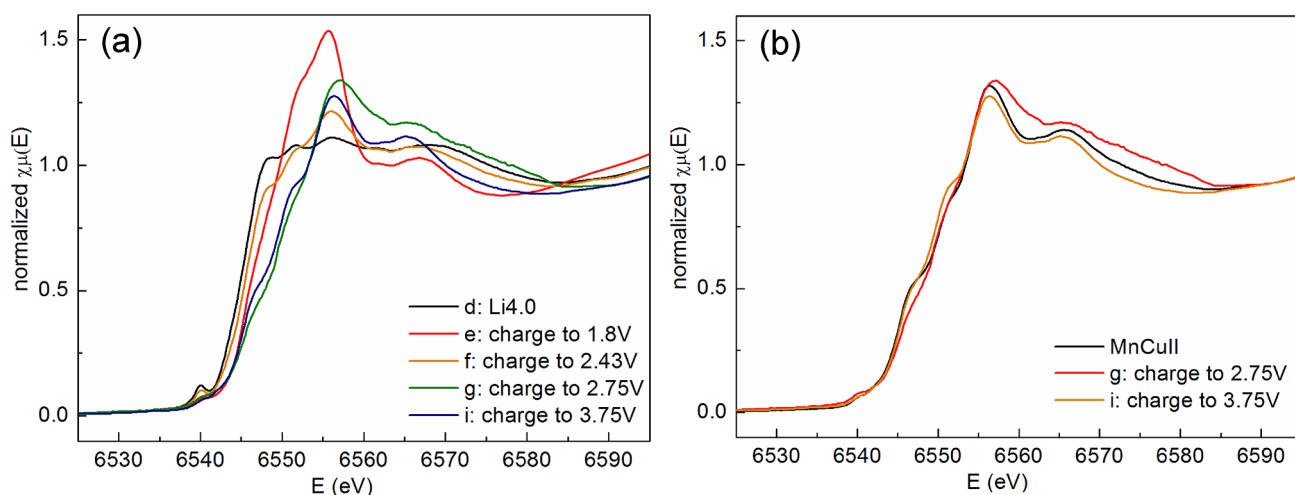 (a)
1.5
1.0
0.5
0.0
normalized χμ(E)
d: Li4.0
e: charge to 1.8V
f: charge to 2.43V
g: charge to 2.75V
i: charge to 3.75V
6530 6540 6550 6560 6570 6580 6590
E (eV)
(b)
1.5
1.0
0.5
0.0
normalized χμ(E)
MnCuII
g: charge to 2.75V
i: charge to 3.75V
6530 6540 6550 6560 6570 6580 6590
E (eV)